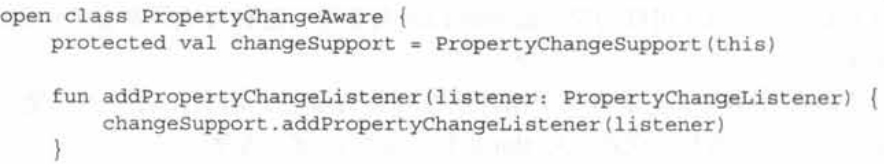 open class PropertyChangeAware {
    protected val changeSupport = PropertyChangeSupport(this)
    fun addPropertyChangeListener(listener: PropertyChangeListener) {
        changeSupport.addPropertyChangeListener(listener)
    }